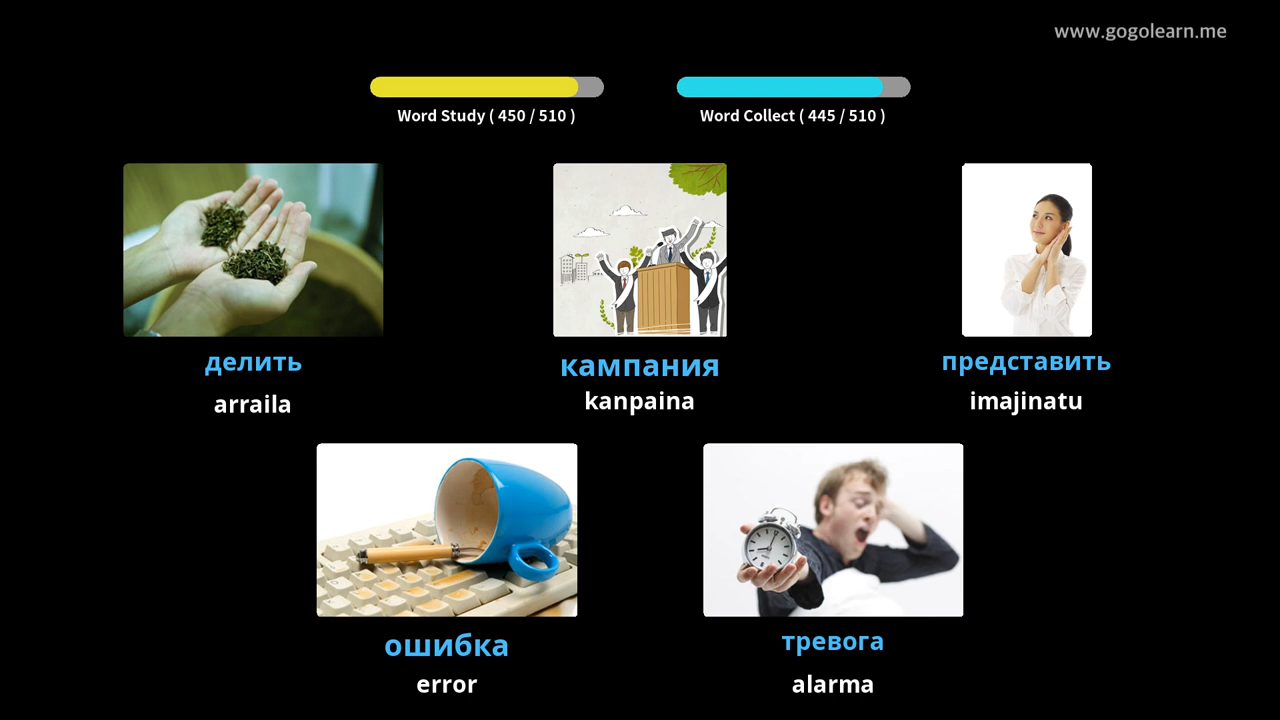 www.gogolearn.me
Word Study ( 450 / 510 )
Word Collect ( 445 / 510 )
делить
кампания
представить
arraila
kanpaina
imajinatu
ошибка
тревога
error
alarma